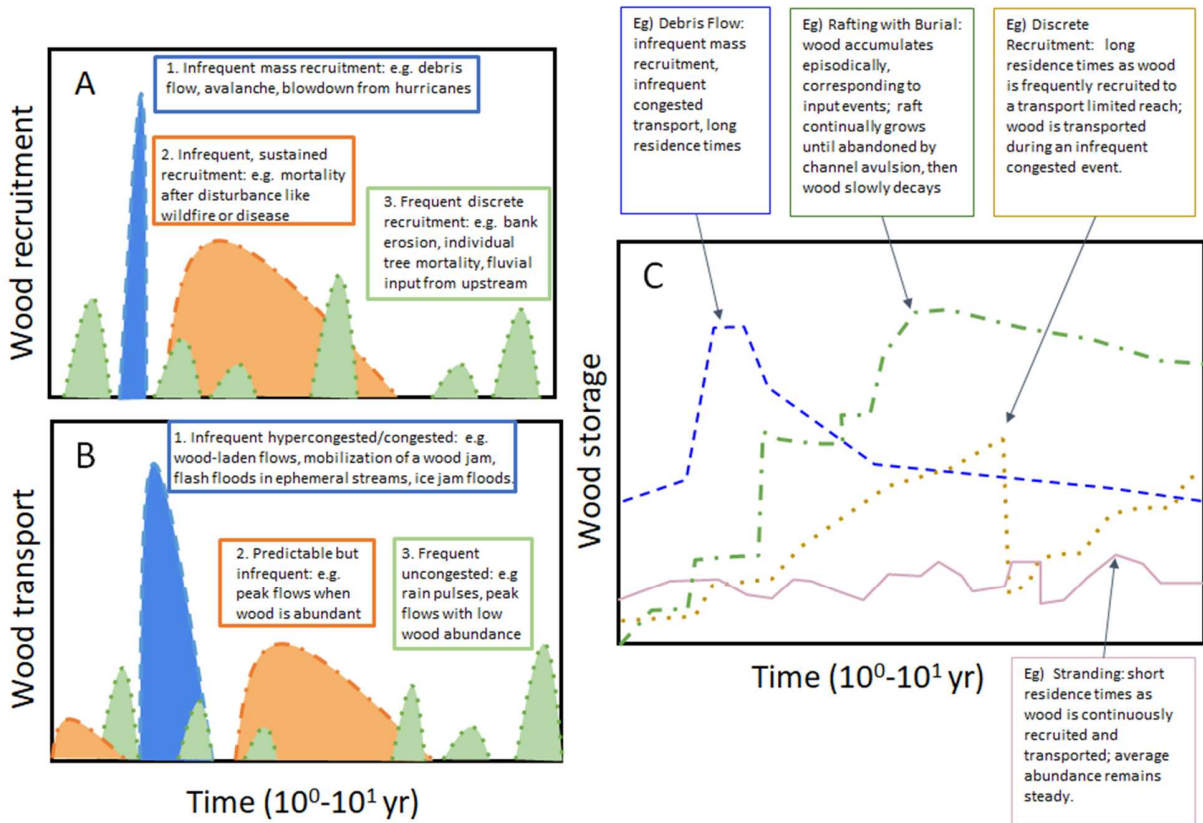 A
Wood recruitment
1. Infrequent mass recruitment: e.g. debris
flow, avalanche, blowdown from hurricanes
2. Infrequent, sustained
recruitment: e.g. mortality
after disturbance like
wildfire or disease
3. Frequent discrete
recruitment: e.g. bank
erosion, individual
tree mortality, fluvial
input from upstream
B
Wood transport
1. Infrequent hypercongested/congested: e.g.
wood-laden flows, mobilization of a wood jam,
flash floods in ephemeral streams, ice jam floods.
2. Predictable but
infrequent: e.g.
peak flows when
wood is abundant
3. Frequent
uncongested: e.g
rain pulses, peak
flows with low
wood abundance
Time (10⁰-10¹ yr)
Eg) Debris Flow:
infrequent mass
recruitment,
infrequent
congested
transport, long
residence times
Eg) Rafting with Burial:
wood accumulates
episodically,
corresponding to
input events; raft
continually grows
until abandoned by
channel avulsion, then
wood slowly decays
Eg) Discrete
Recruitment: long
residence times as wood
is frequently recruited to
a transport limited reach;
wood is transported
during an infrequent
congested event.
C
Wood storage
Time (10⁰-10¹ yr)
Eg) Stranding: short
residence times as
wood is continuously
recruited and
transported; average
abundance remains
steady.